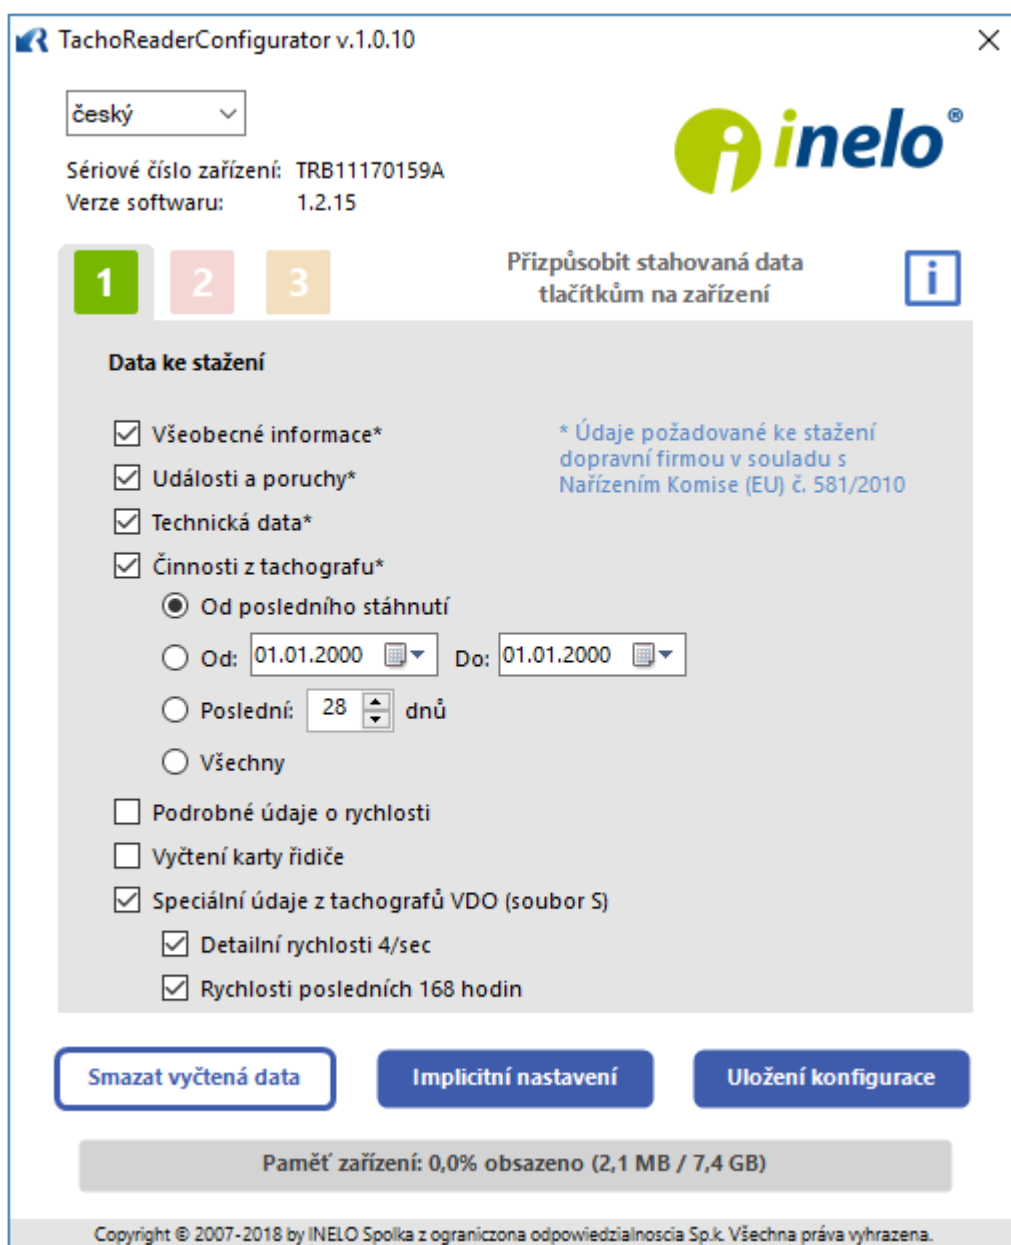 TachoReaderConfigurator v.1.0.10
český
inelo®
Sériové číslo zařízení: TRB11170159A
Verze softwaru: 1.2.15
1 2 3
Přizpůsobit stahovaná data
tlačítkům na zařízení
i
Data ke stažení
Všeobecné informace*
* Údaje požadované ke stažení
dopravní firmou v souladu s
Nařízením Komise (EU) č. 581/2010
Události a poruchy*
Technická data*
Činnosti z tachografu*
Od posledního stáhnutí
Od: 01.01.2000 Do: 01.01.2000
Poslední: 28 dnů
Všechny
Podrobné údaje o rychlosti
Vyčtení karty řidiče
Speciální údaje z tachografů VDO (soubor S)
Detailní rychlosti 4/sec
Rychlosti posledních 168 hodin
Smazat vyčtená data
Implicitní nastavení
Uložení konfigurace
Paměť zařízení: 0,0% obsazeno (2,1 MB / 7,4 GB)
Copyright © 2007-2018 by INELO Spolka z ograniczona odpowiedzialnoscia Sp.k. Všechna práva vyhrazena.